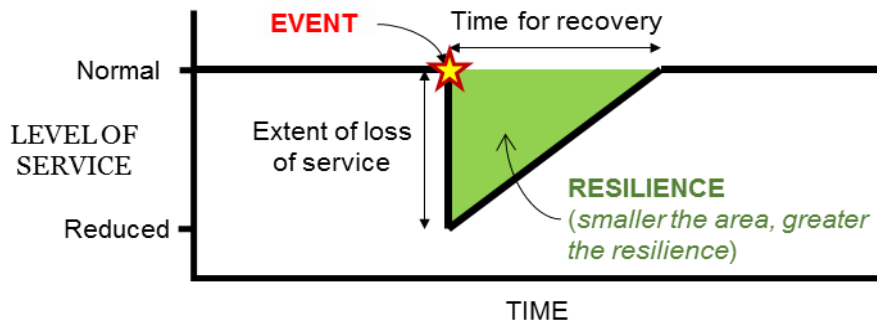 EVENT
Time for recovery
Normal
LEVEL OF
SERVICE
Extent of loss
of service
RESILIENCE
(smaller the area, greater
the resilience)
Reduced
TIME